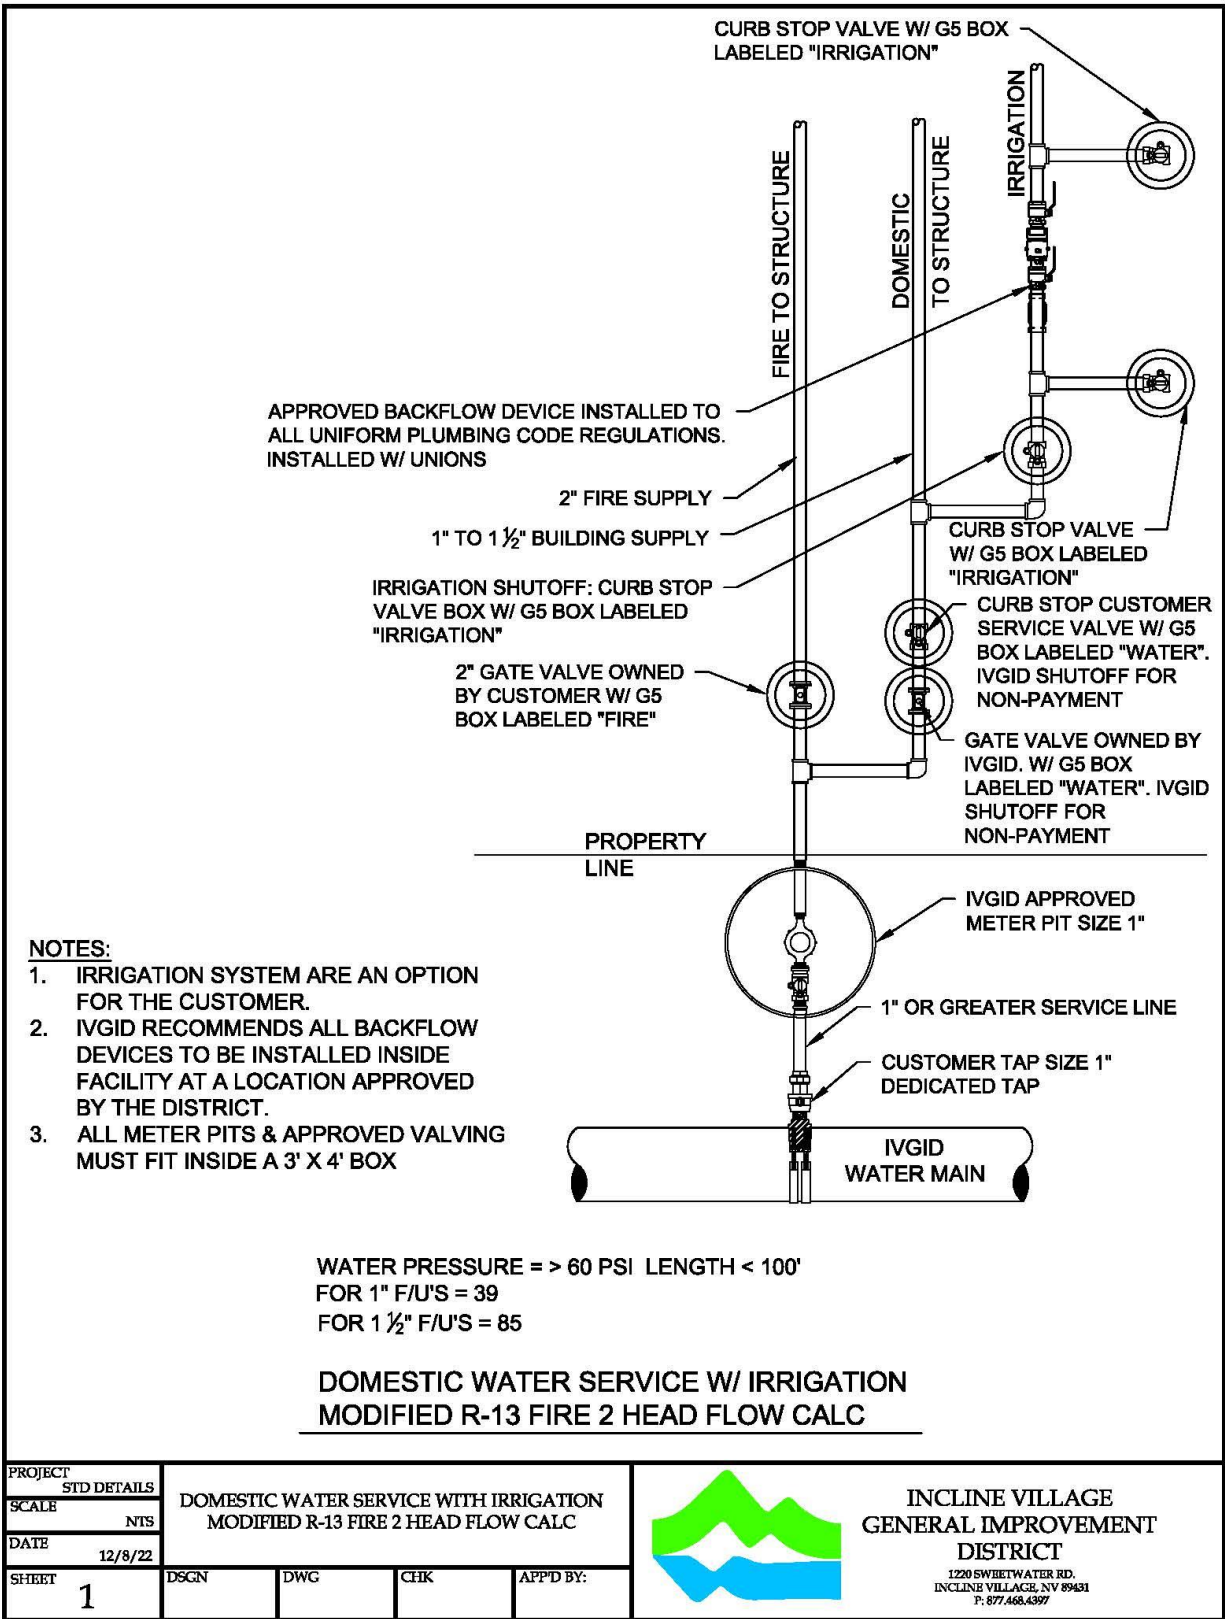 CURB STOP VALVE W/ G5 BOX
LABELED "IRRIGATION"
IRRIGATION
FIRE TO STRUCTURE
DOMESTIC
TO STRUCTURE
APPROVED BACKFLOW DEVICE INSTALLED TO
ALL UNIFORM PLUMBING CODE REGULATIONS.
INSTALLED W/ UNIONS
2" FIRE SUPPLY
1" TO 1 ½" BUILDING SUPPLY
CURB STOP VALVE
W/ G5 BOX LABELED
"IRRIGATION"
IRRIGATION SHUTOFF: CURB STOP
VALVE BOX W/ G5 BOX LABELED
"IRRIGATION"
CURB STOP CUSTOMER
SERVICE VALVE W/ G5
BOX LABELED "WATER".
IVGID SHUTOFF FOR
NON-PAYMENT
2" GATE VALVE OWNED
BY CUSTOMER W/ G5
BOX LABELED "FIRE"
GATE VALVE OWNED BY
IVGID. W/ G5 BOX
LABELED "WATER". IVGID
SHUTOFF FOR
NON-PAYMENT
PROPERTY
LINE
IVGID APPROVED
METER PIT SIZE 1"
1" OR GREATER SERVICE LINE
CUSTOMER TAP SIZE 1"
DEDICATED TAP
IVGID
WATER MAIN
NOTES:
1. IRRIGATION SYSTEM ARE AN OPTION
FOR THE CUSTOMER.
2. IVGID RECOMMENDS ALL BACKFLOW
DEVICES TO BE INSTALLED INSIDE
FACILITY AT A LOCATION APPROVED
BY THE DISTRICT.
3. ALL METER PITS & APPROVED VALVING
MUST FIT INSIDE A 3' X 4' BOX
WATER PRESSURE = > 60 PSI LENGTH < 100'
FOR 1" F/U'S = 39
FOR 1 ½" F/U'S = 85
DOMESTIC WATER SERVICE W/ IRRIGATION
MODIFIED R-13 FIRE 2 HEAD FLOW CALC
PROJECT
STD DETAILS
SCALE
NTS
DATE
12/8/22
SHEET
1
DOMESTIC WATER SERVICE WITH IRRIGATION
MODIFIED R-13 FIRE 2 HEAD FLOW CALC
DSGN
DWG
CHK
APP'D BY:
INCLINE VILLAGE
GENERAL IMPROVEMENT
DISTRICT
1220 SWEETWATER RD.
INCLINE VILLAGE, NV 89431
P: 877.468.4397